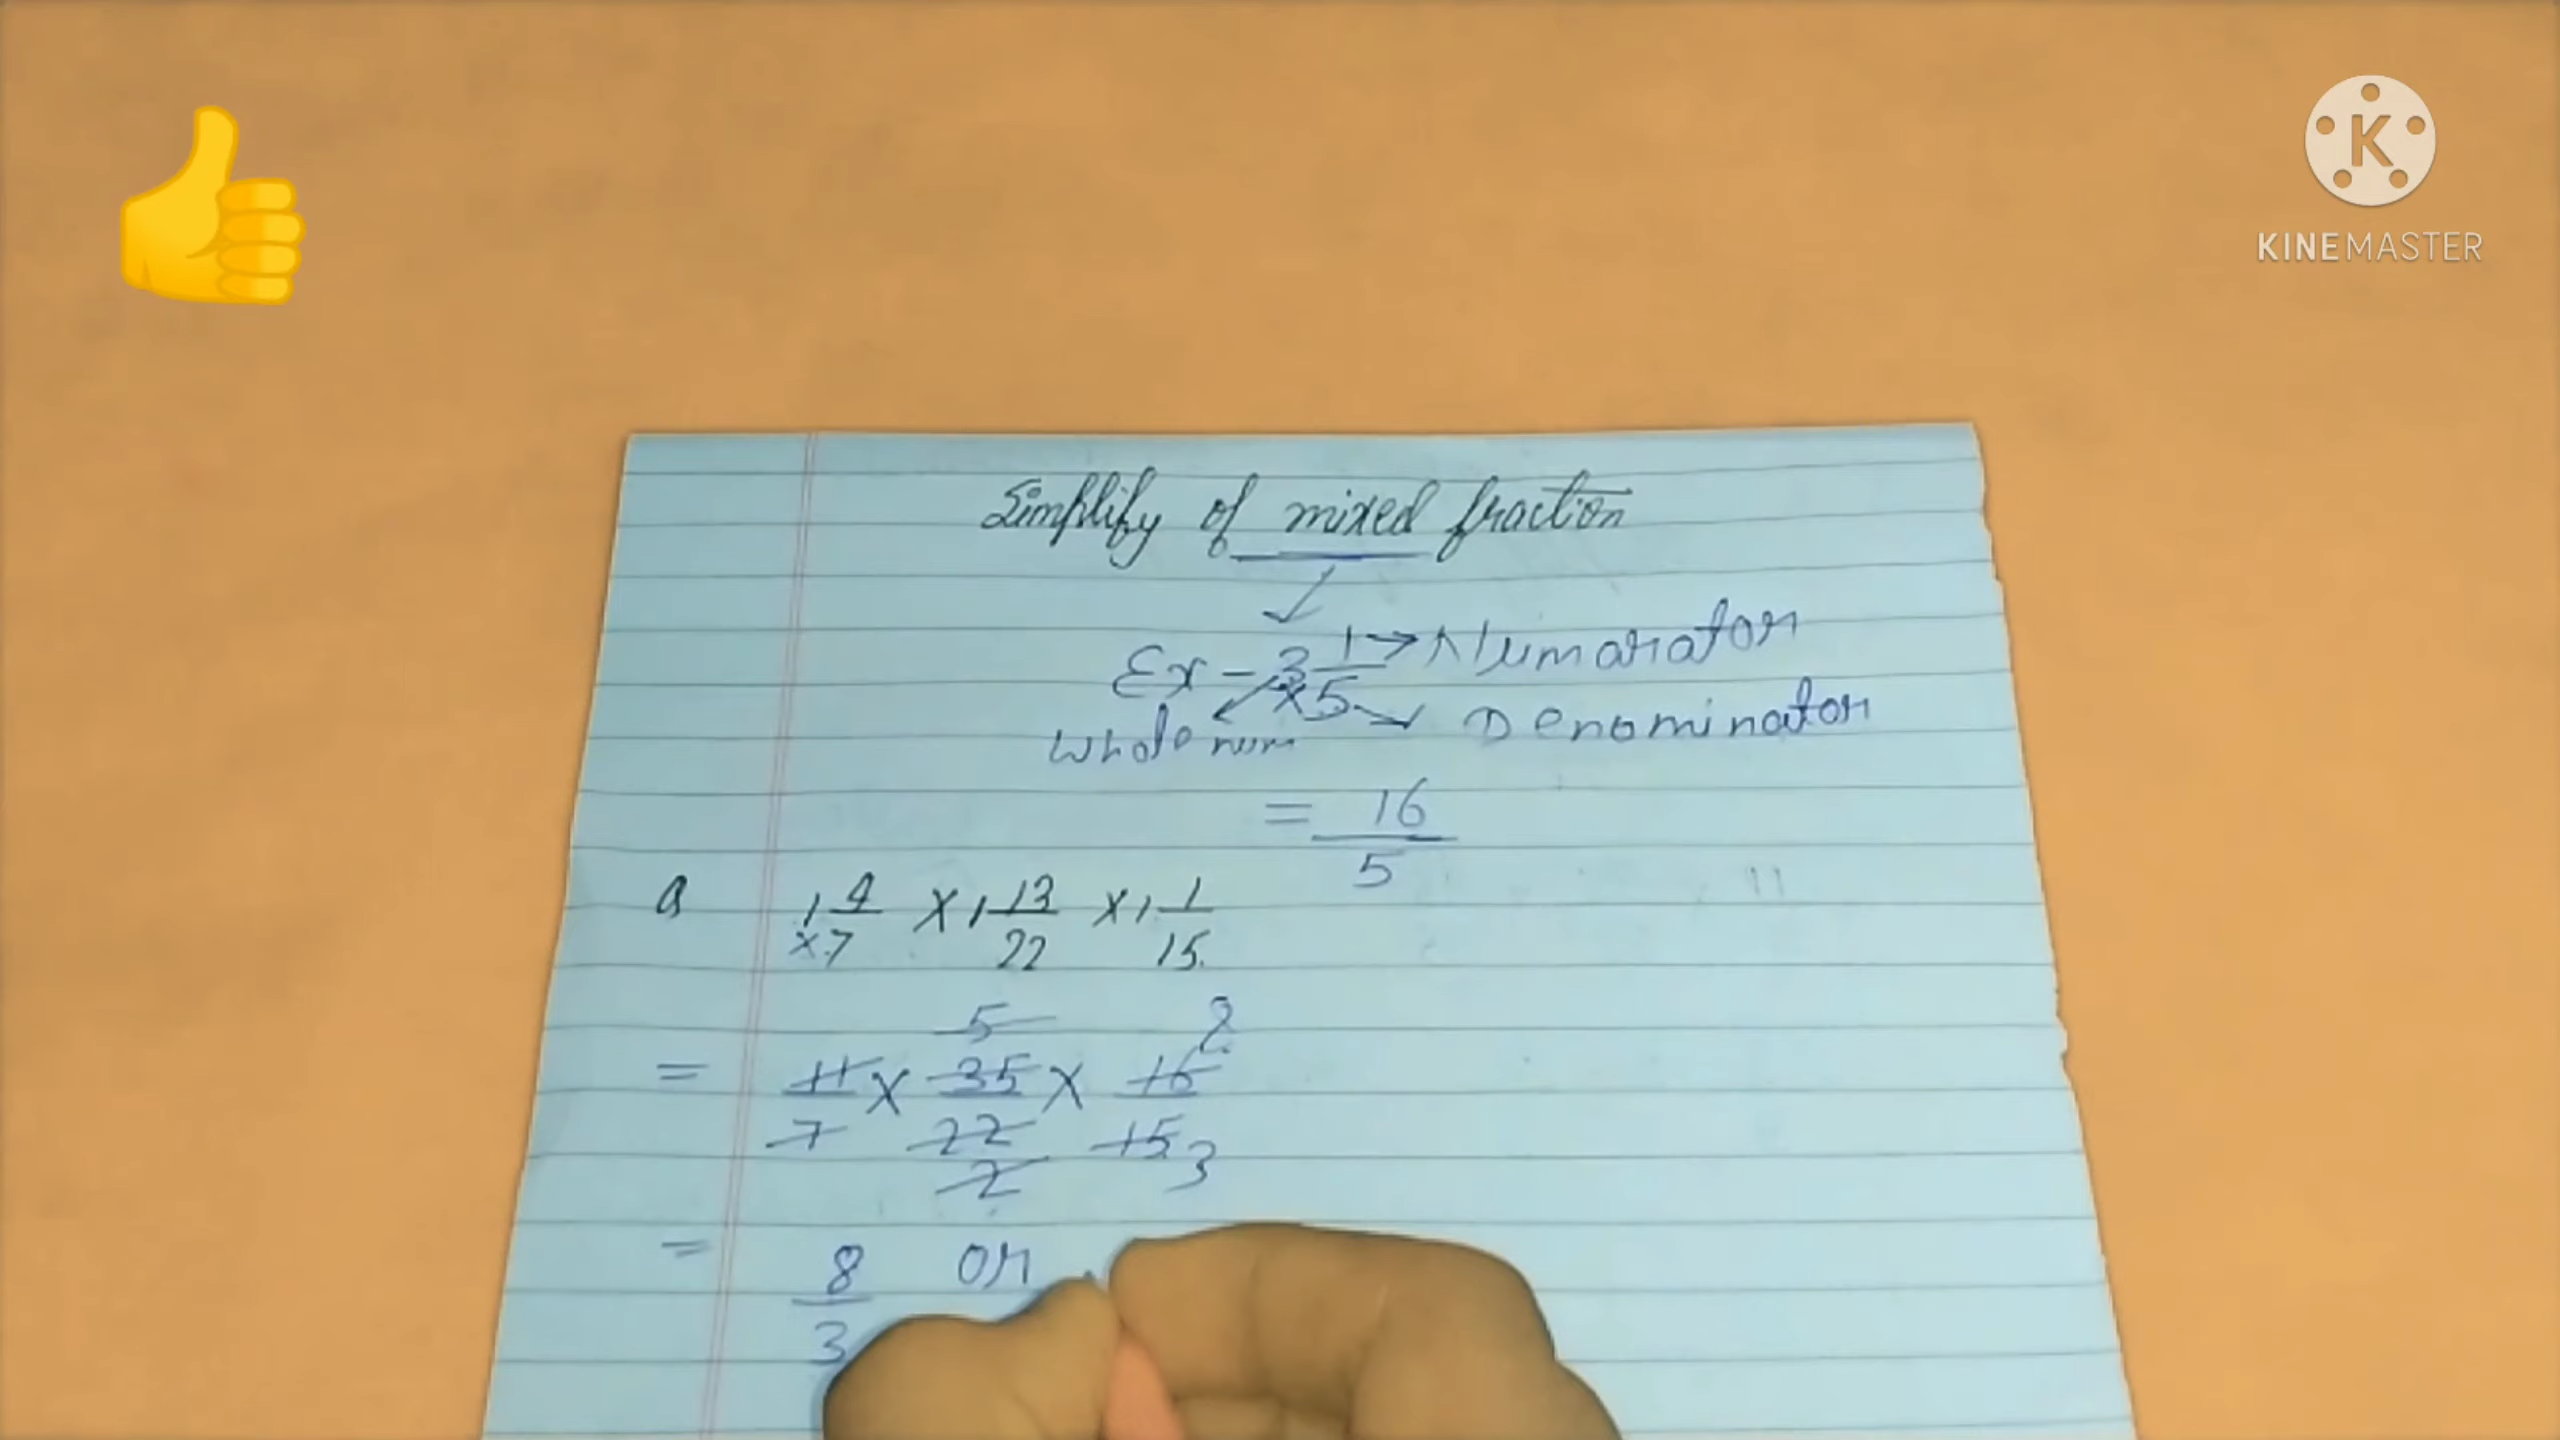 KINEMASTER
Simplify of mixed fraction
Ex - 3 1/5 → Numarator
×
→ Denominator
Whole num
= 16/5
Q 1 4/7 × 1 13/22 × 1 1/15
×
5 8
= 11/7 × 35/22 × 16/15
2 3
= 8/3 or